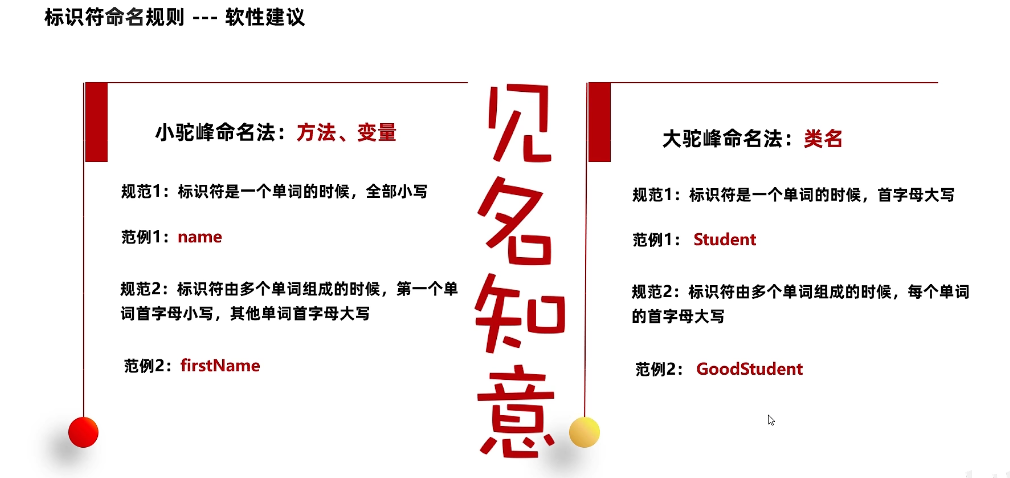 标识符命名规则 --- 软性建议
小驼峰命名法：方法、变量
规范1：标识符是一个单词的时候，全部小写
范例1：name
规范2：标识符由多个单词组成的时候，第一个单
词首字母小写，其他单词首字母大写
范例2：firstName
见名知意
大驼峰命名法：类名
规范1：标识符是一个单词的时候，首字母大写
范例1： Student
规范2：标识符由多个单词组成的时候，每个单词
的首字母大写
范例2： GoodStudent